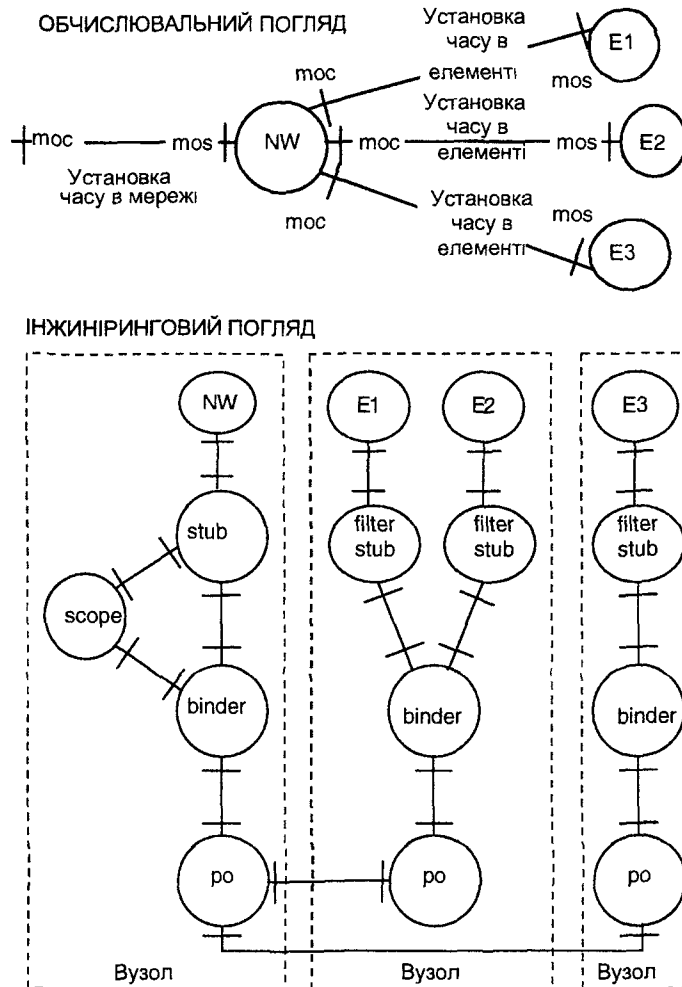 ОБЧИСЛЮВАЛЬНИЙ ПОГЛЯД
Установка
часу в
елементі
E1
moc
mos
Установка
часу в
елементі
moc
mos
NW
moc
mos
E2
Установка
часу в мережі
Установка
часу в
елементі
moc
mos
E3
ІНЖИНІРИНГОВИЙ ПОГЛЯД
NW
E1
E2
E3
stub
filter
stub
filter
stub
filter
stub
scope
binder
binder
binder
po
po
po
Вузол
Вузол
Вузол